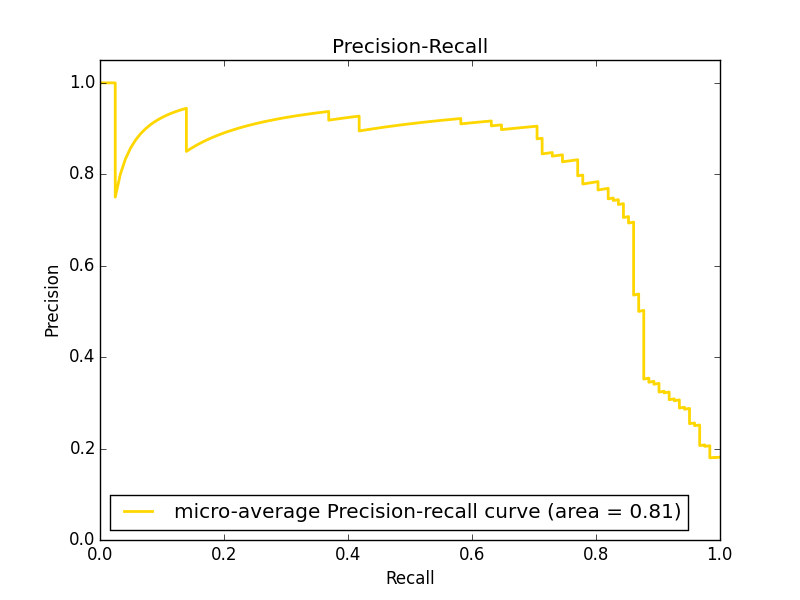 Precision-Recall
1.0
0.8
0.6
0.4
0.2
0.0
Precision
micro-average Precision-recall curve (area = 0.81)
0.0 0.2 0.4 0.6 0.8 1.0
Recall